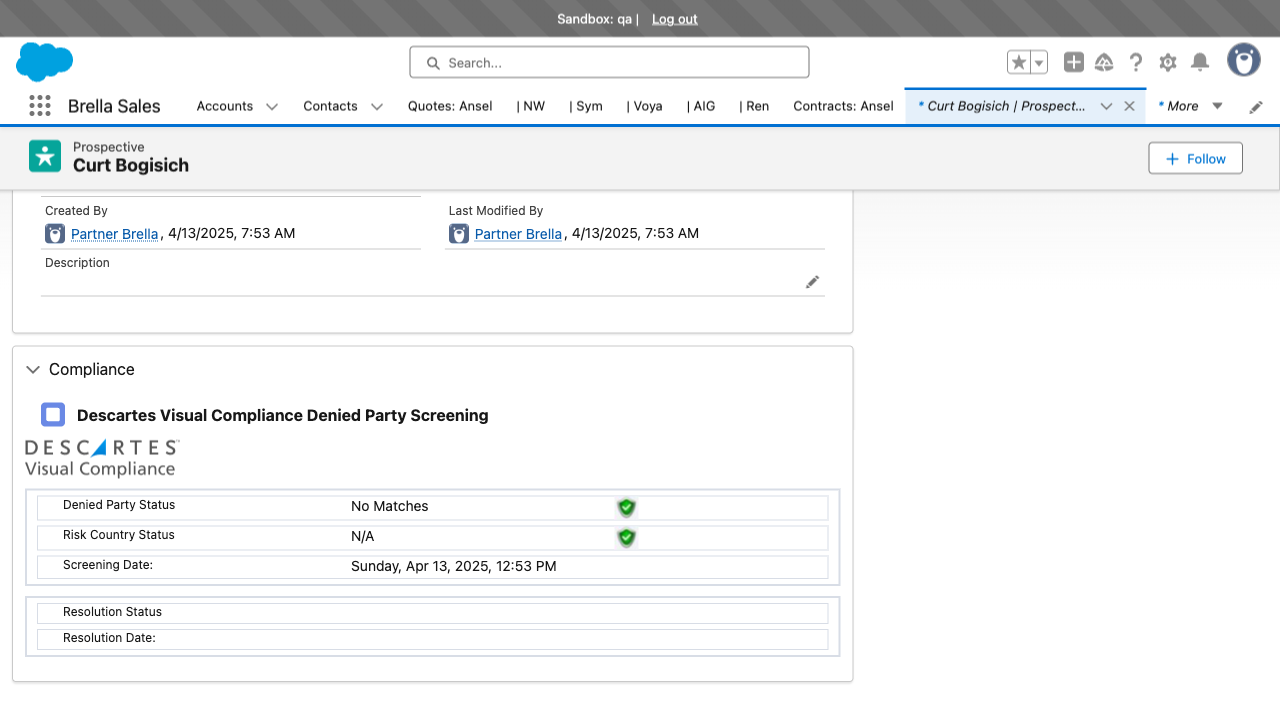 Sandbox: qa | Log out
Search...
Brella Sales Accounts Contacts Quotes: Ansel | NW | Sym | Voya | AIG | Ren Contracts: Ansel * Curt Bogisich | Prospect... * More
Prospective
Curt Bogisich
Follow
Created By Last Modified By
Partner Brella, 4/13/2025, 7:53 AM Partner Brella, 4/13/2025, 7:53 AM
Description
Compliance
Descartes Visual Compliance Denied Party Screening
DESCARTES™
Visual Compliance
Denied Party Status No Matches
Risk Country Status N/A
Screening Date: Sunday, Apr 13, 2025, 12:53 PM
Resolution Status
Resolution Date: